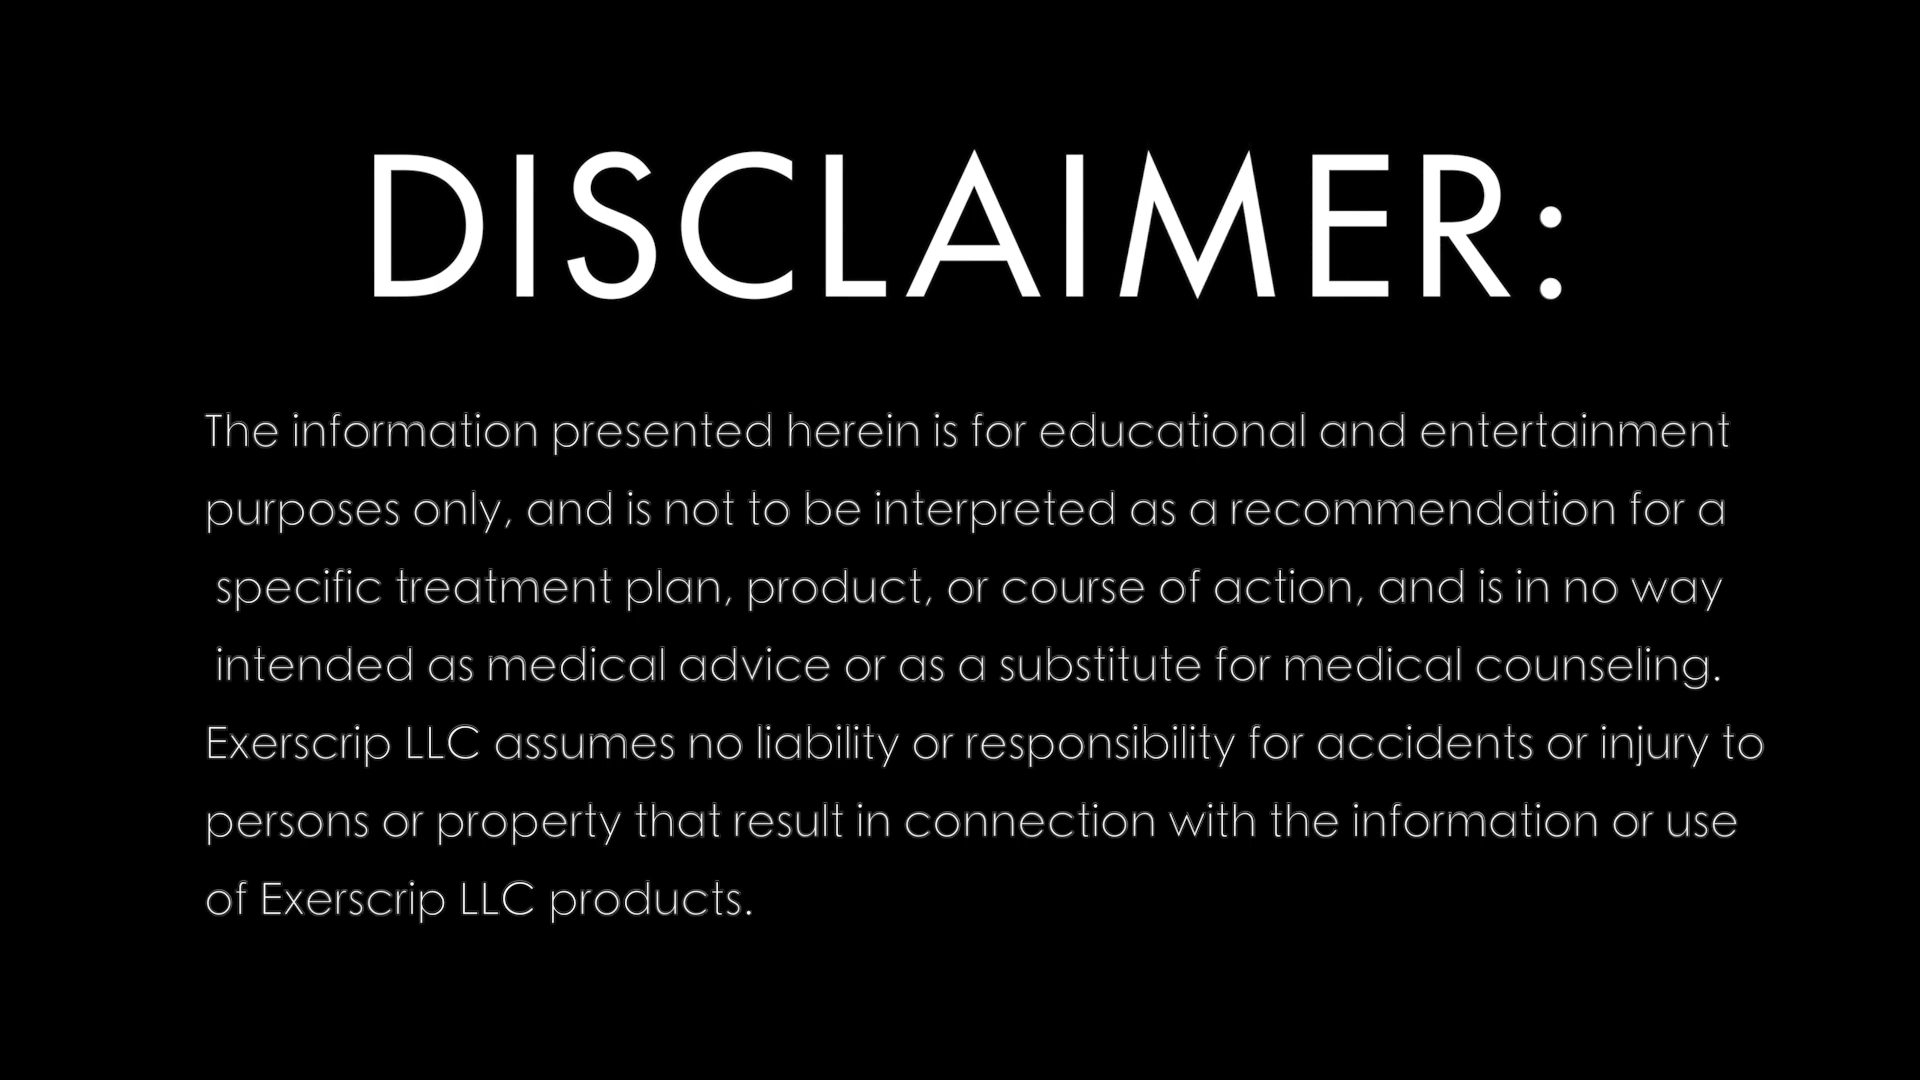 DISCLAIMER:
The information presented herein is for educational and entertainment
purposes only, and is not to be interpreted as a recommendation for a
specific treatment plan, product, or course of action, and is in no way
intended as medical advice or as a substitute for medical counseling.
Exerscrip LLC assumes no liability or responsibility for accidents or injury to
persons or property that result in connection with the information or use
of Exerscrip LLC products.